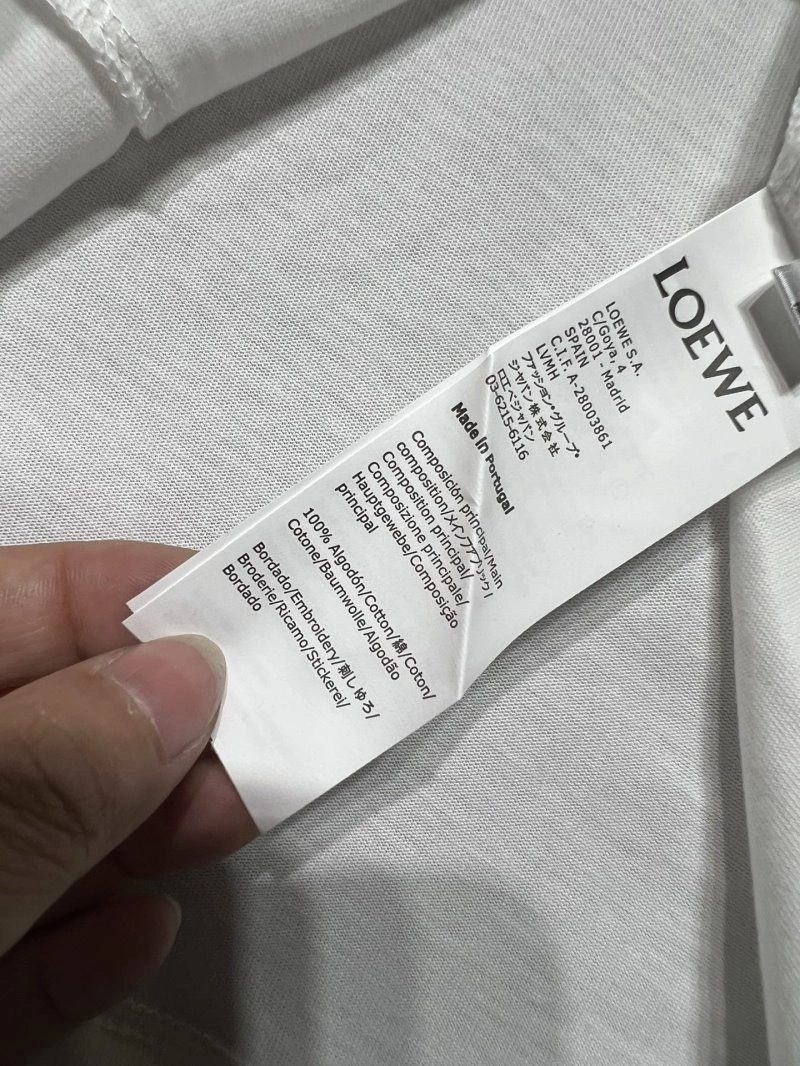 LOEWE
LOEWE S.A.
C/Goya, 4
28001 - Madrid
SPAIN
C.I.F. A-28003861
LVMH
ファッション・グループ・
ジャパン株式会社
ロエベジャパン
03-6215-6116
Made in Portugal
Composición principal/Main
composition/メインファブリック/
Composition principal/
Composizione principale/
Hauptgewebe/Composição
principal
100% Algodón/Cotton/綿/Coton/
Cotone/Baumwolle/Algodão
Bordado/Embroidery/刺しゅう/
Broderie/Ricamo/Stickerei/
Bordado